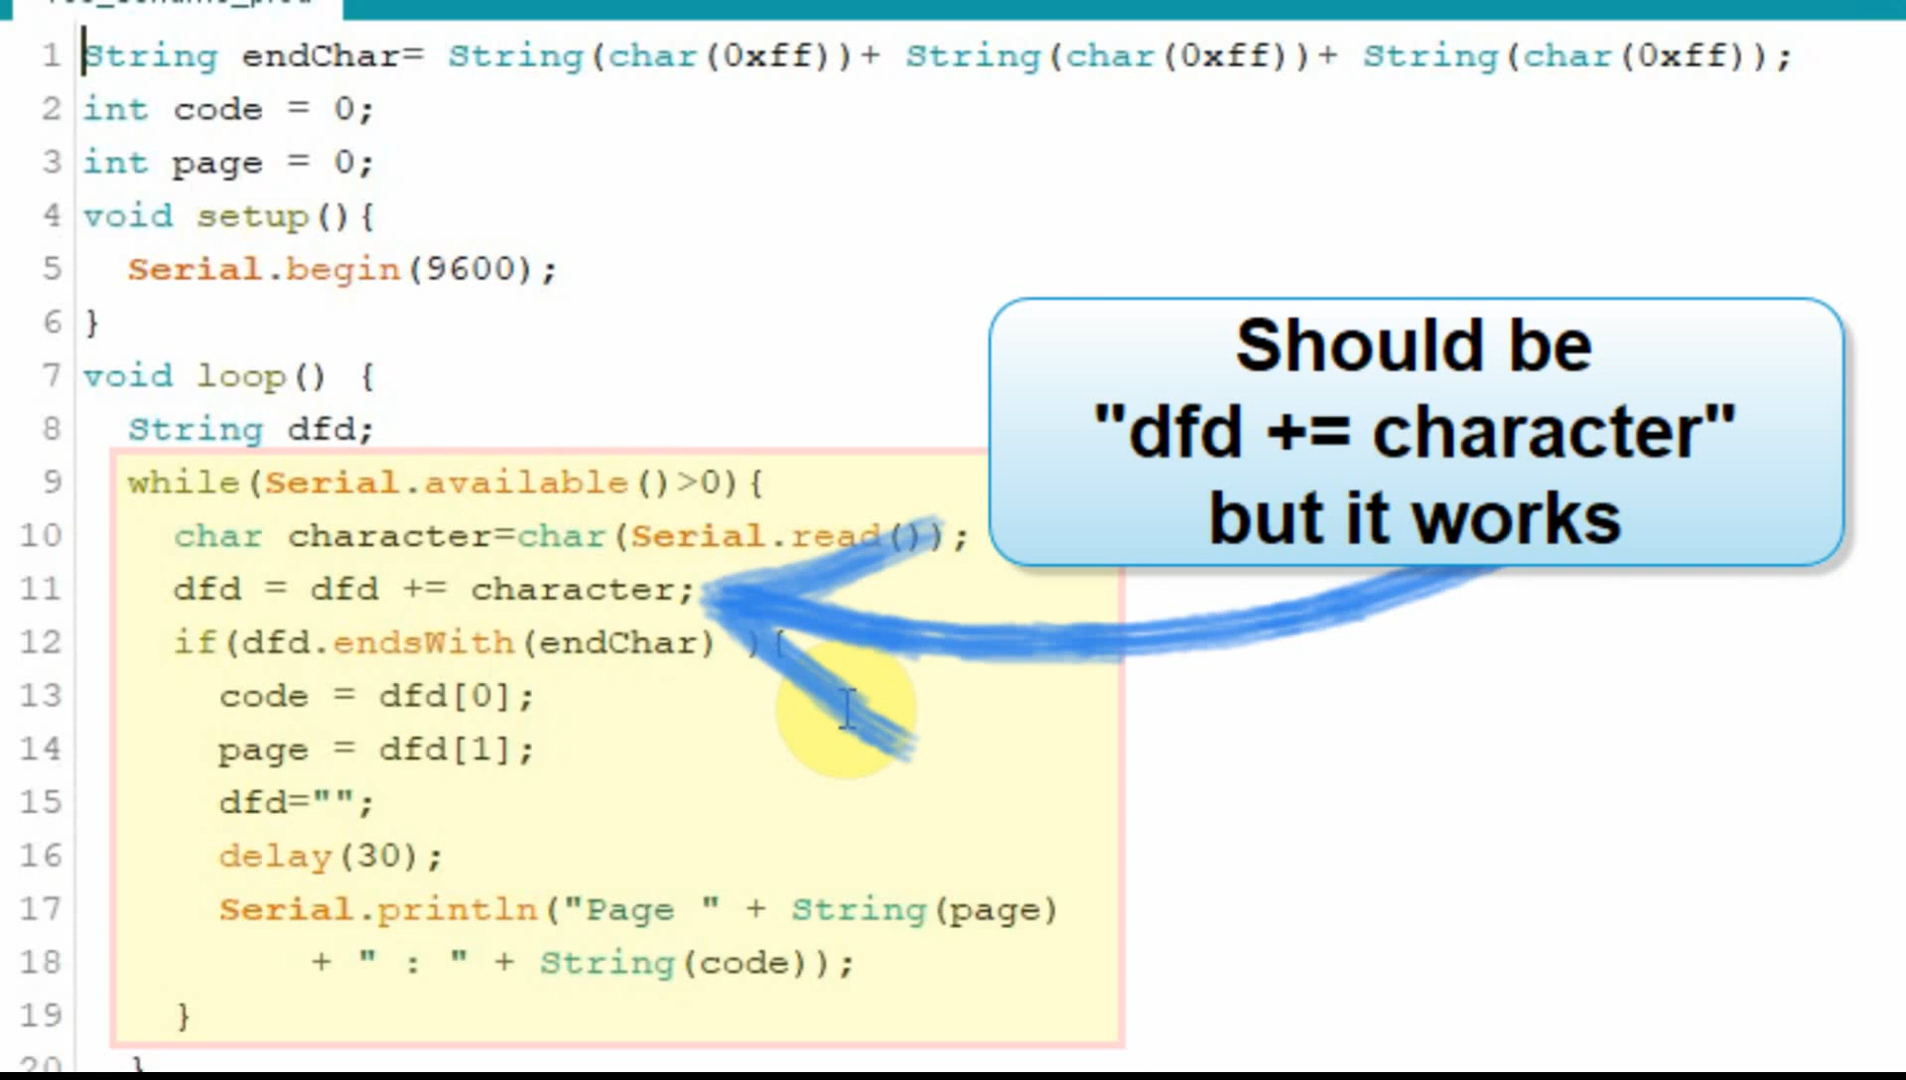 1 String endChar= String(char(0xff))+ String(char(0xff))+ String(char(0xff));
2 int code = 0;
3 int page = 0;
4 void setup(){
5 Serial.begin(9600);
6 }
7 void loop() {
8 String dfd;
9 while(Serial.available()>0){
10 char character=char(Serial.read());
11 dfd = dfd += character;
12 if(dfd.endsWith(endChar) ){
13 code = dfd[0];
14 page = dfd[1];
15 dfd="";
16 delay(30);
17 Serial.println("Page " + String(page)
18 + " : " + String(code));
19 }
20 }
Should be
"dfd += character"
but it works